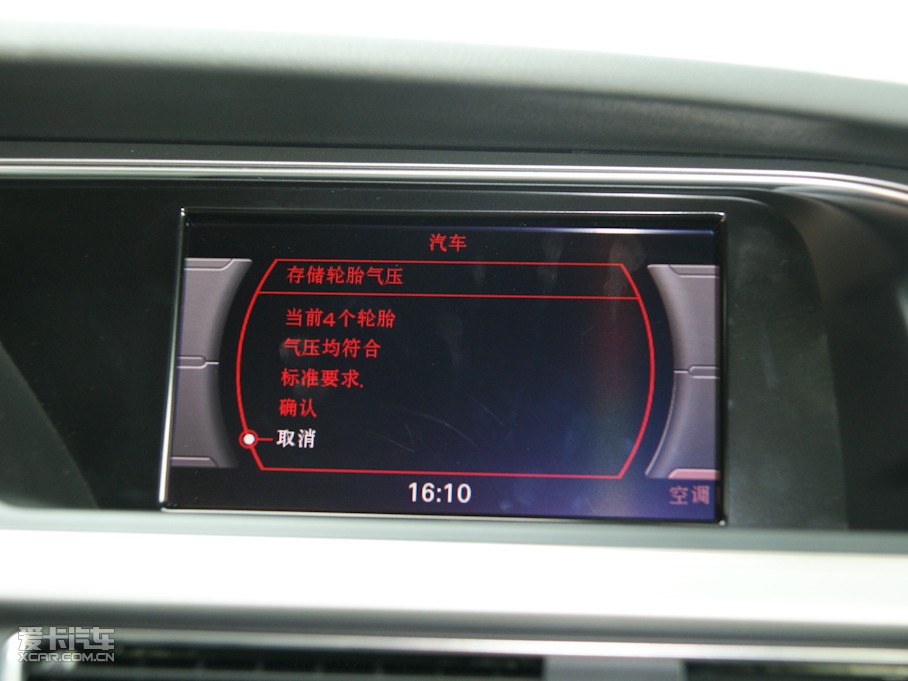 汽车
存储轮胎气压
当前4个轮胎
气压均符合
标准要求.
确认
取消
16:10
空调
爱卡汽车
XCAR.COM.CN